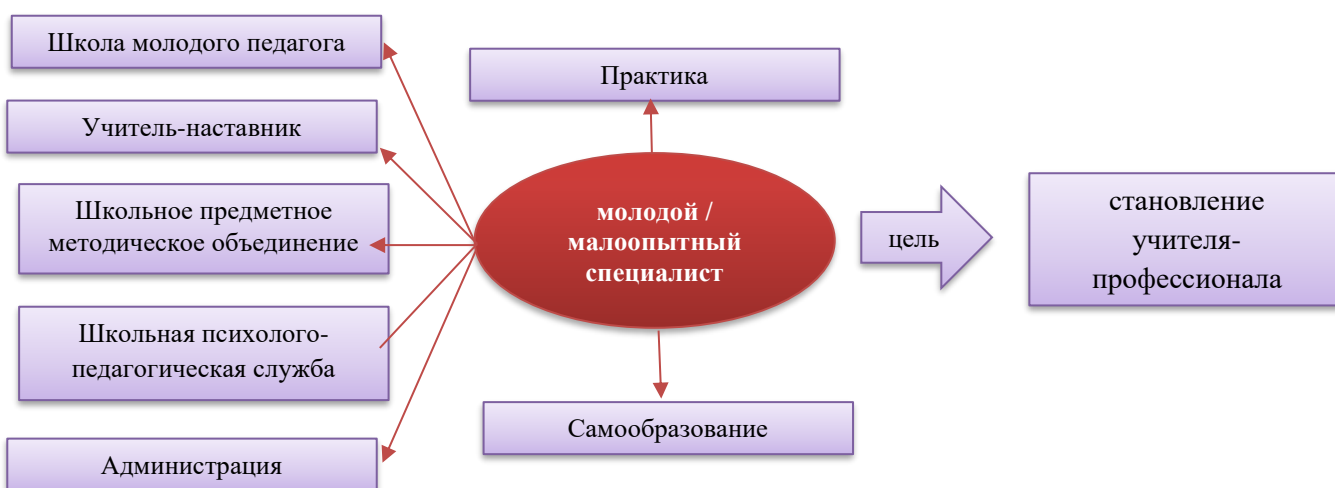 Школа молодого педагога
Учитель-наставник
Школьное предметное
методическое объединение
Школьная психолого-
педагогическая служба
Администрация
Практика
молодой /
малоопытный
специалист
Самообразование
цель
становление
учителя-
профессионала